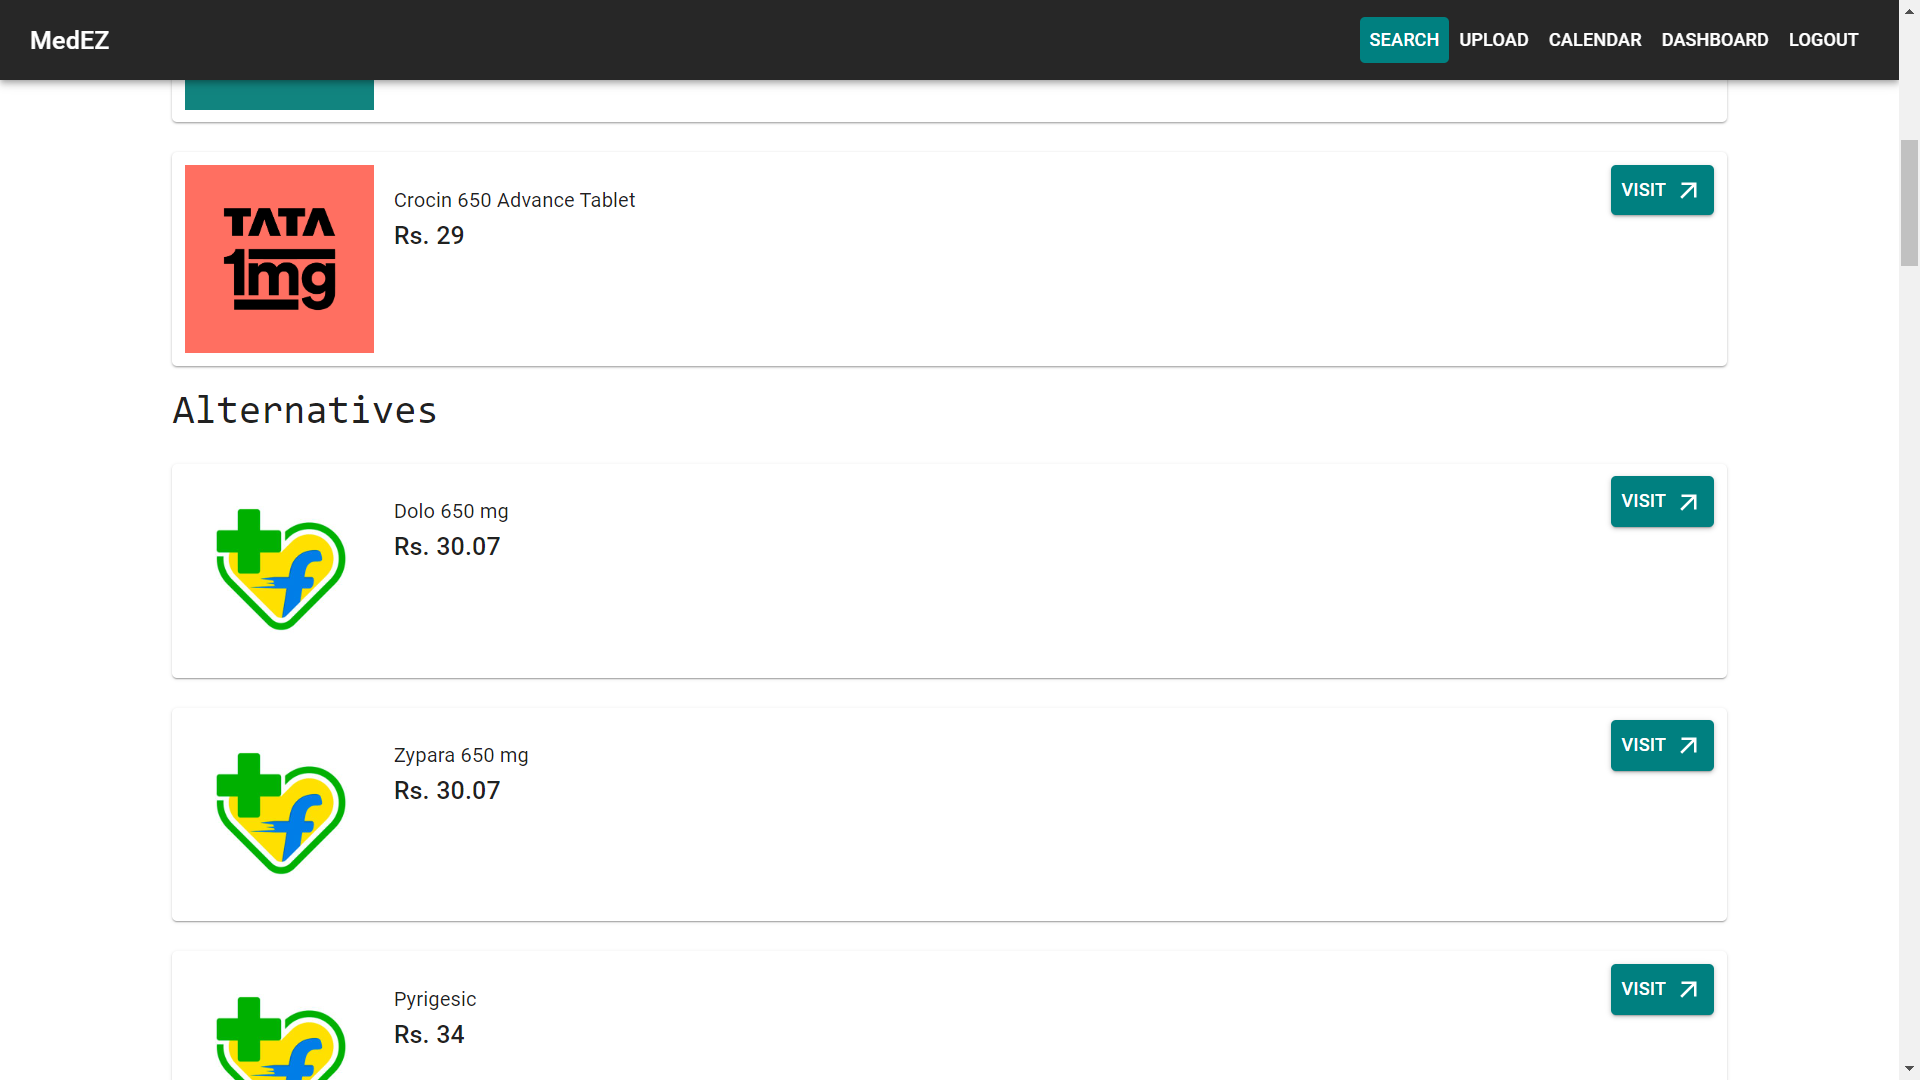 MedEZ
SEARCH UPLOAD CALENDAR DASHBOARD LOGOUT
TATA
1mg
Crocin 650 Advance Tablet
Rs. 29
VISIT
Alternatives
f
Dolo 650 mg
Rs. 30.07
VISIT
f
Zypara 650 mg
Rs. 30.07
VISIT
f
Pyrigesic
Rs. 34
VISIT